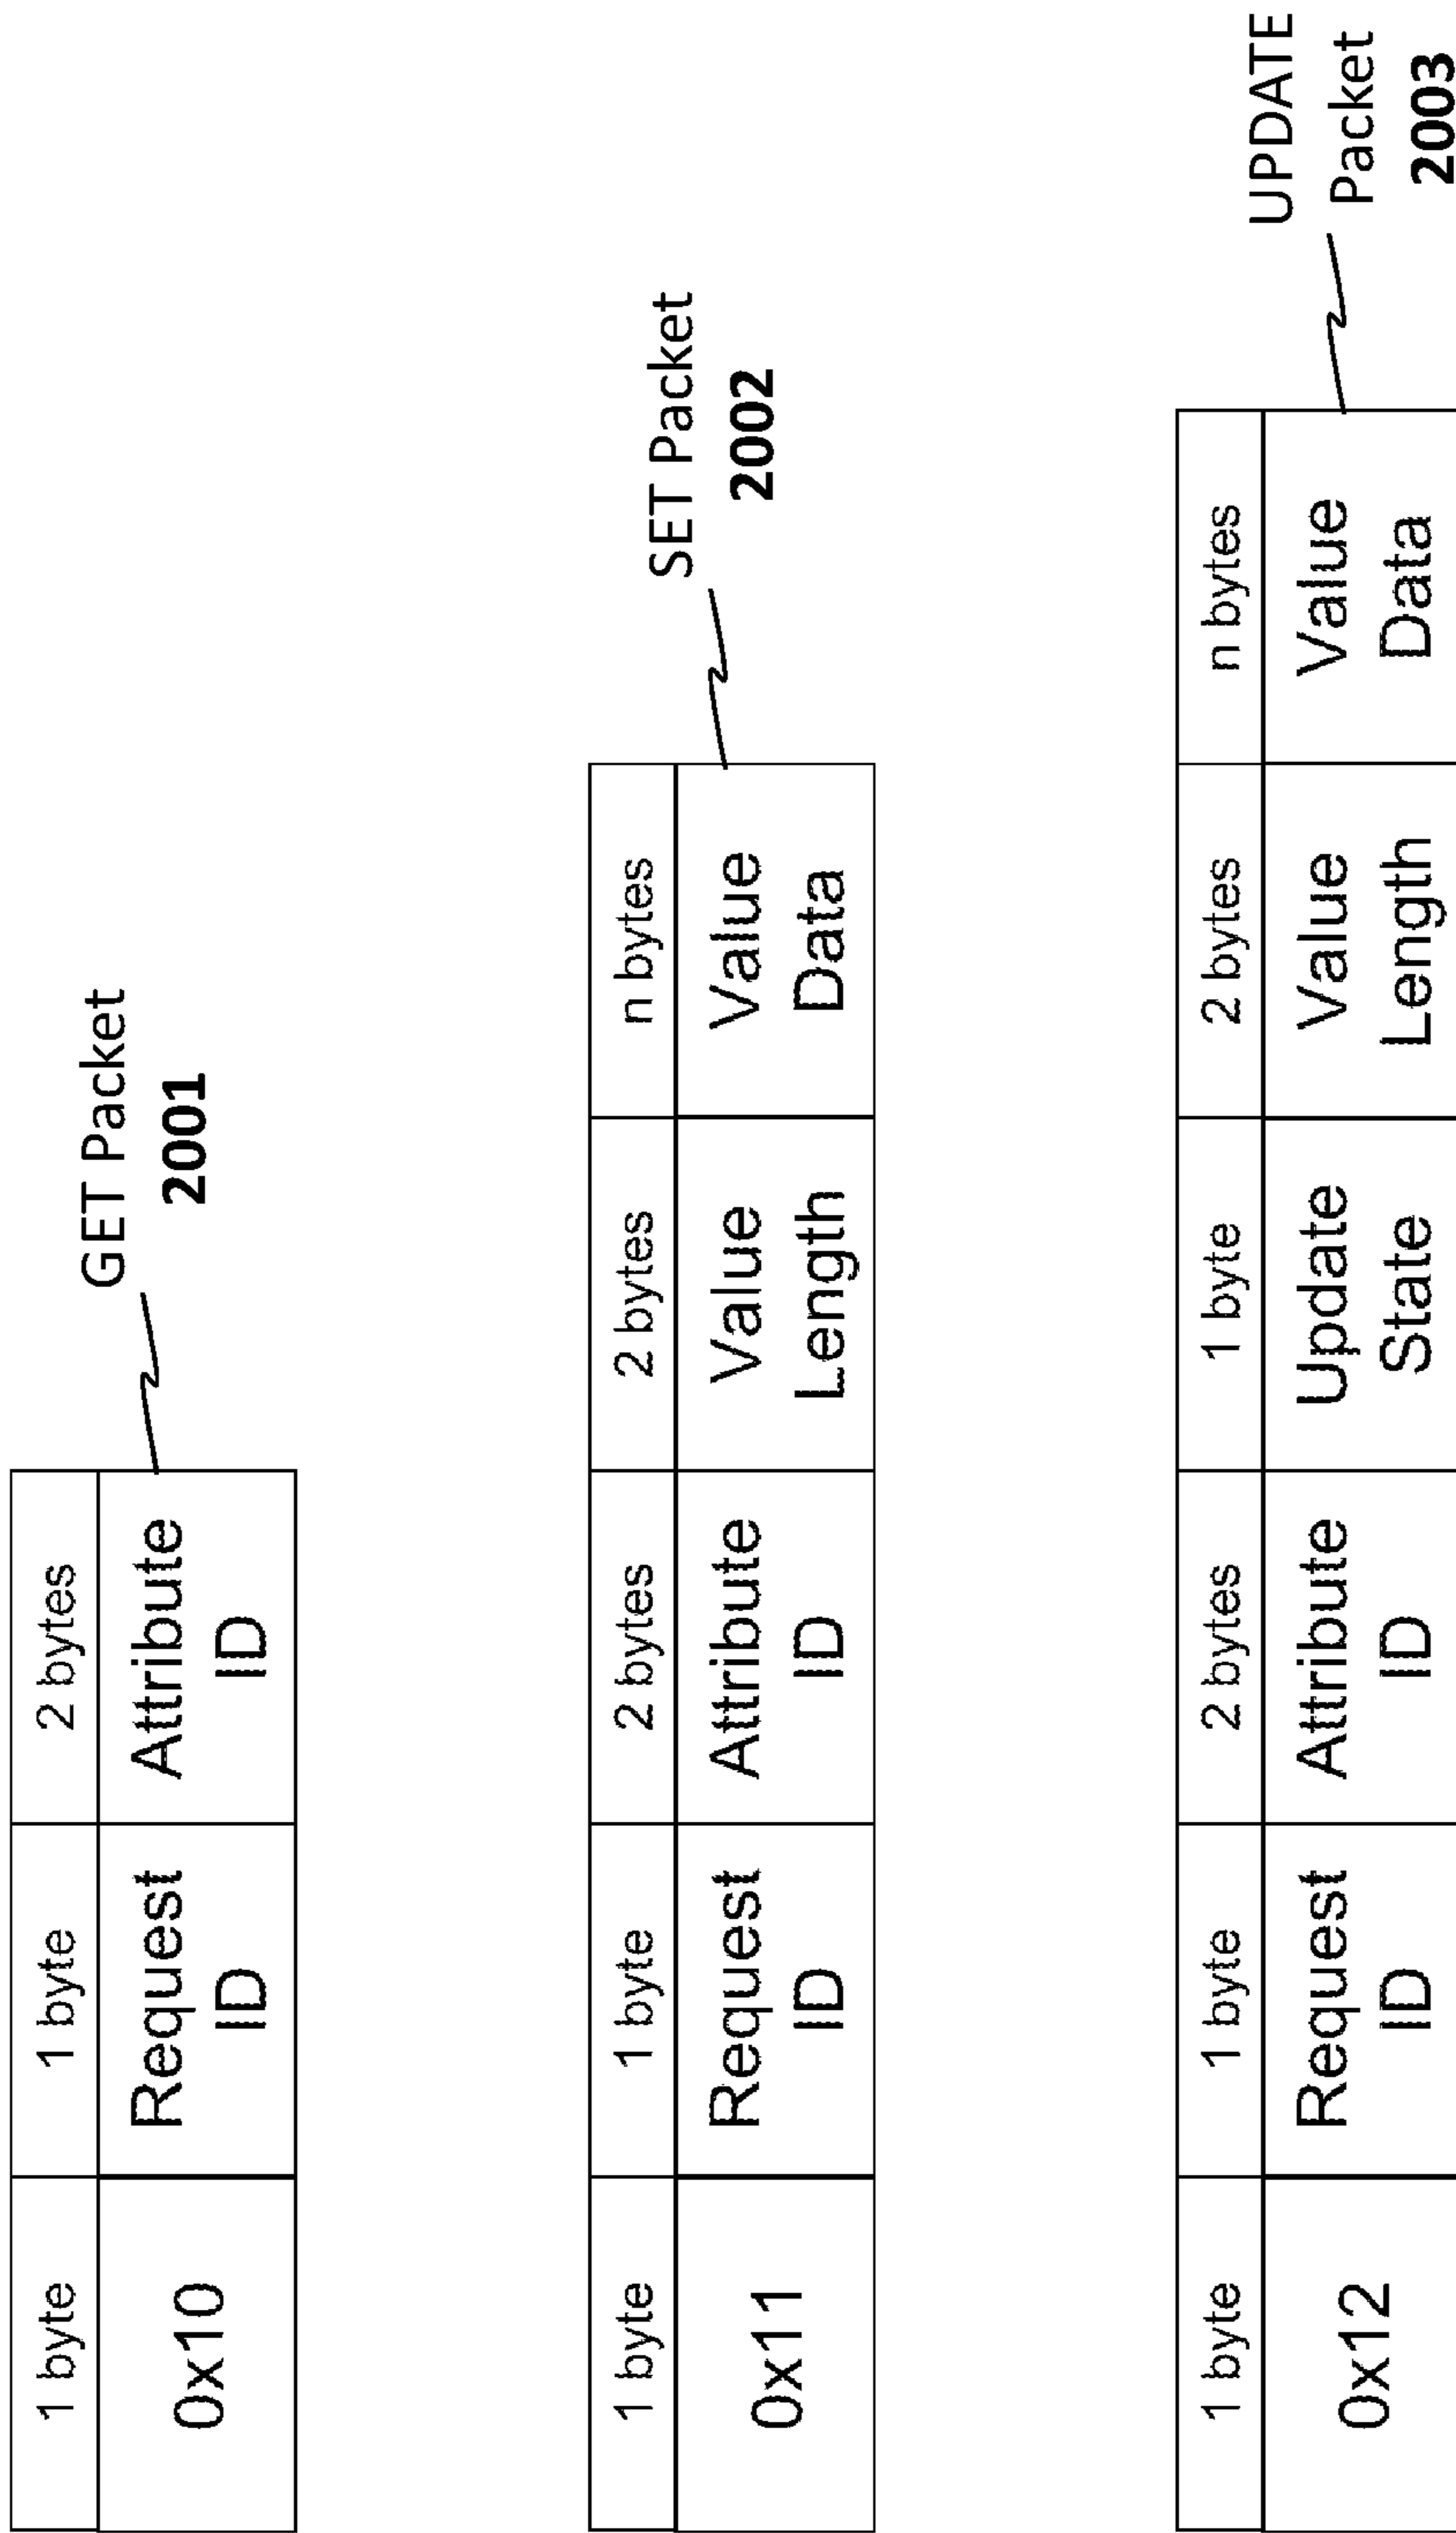 1 byte 1 byte 2 bytes
0x10 Request Attribute
ID ID
GET Packet
2001
1 byte 1 byte 2 bytes 2 bytes n bytes
0x11 Request Attribute Value Value
ID ID Length Data
SET Packet
2002
1 byte 1 byte 2 bytes 1 byte 2 bytes n bytes
0x12 Request Attribute Update Value Value
ID ID State Length Data
UPDATE
Packet
2003